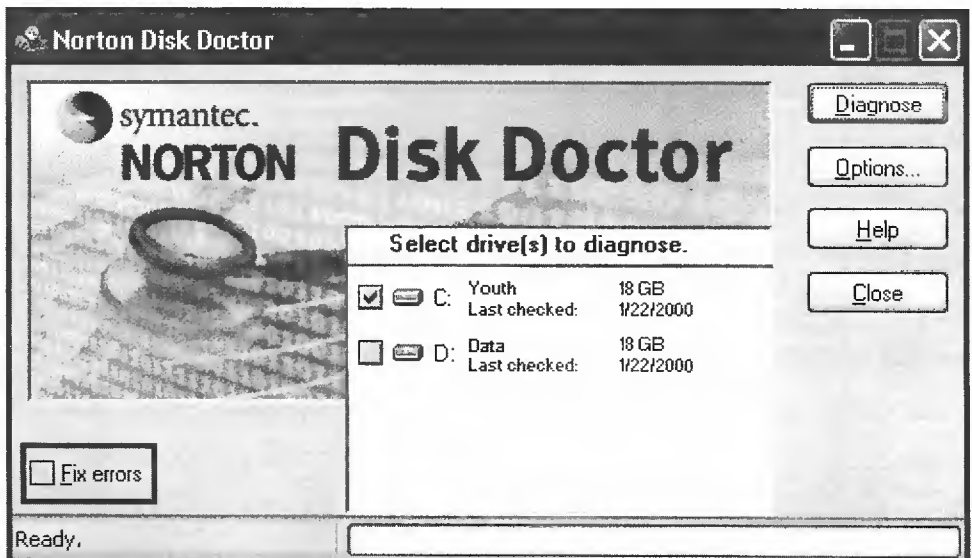 Norton Disk Doctor
symantec.
NORTON Disk Doctor
Diagnose
Options...
Help
Close
Select drive(s) to diagnose.
C: Youth 18 GB
Last checked: 1/22/2000
D: Data 18 GB
Last checked: 1/22/2000
Fix errors
Ready.